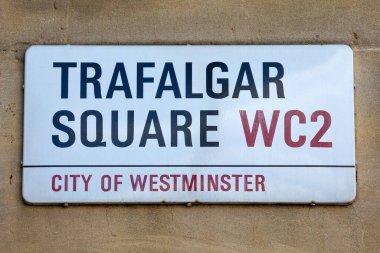 TRAFALGAR
SQUARE WC2
CITY OF WESTMINSTER